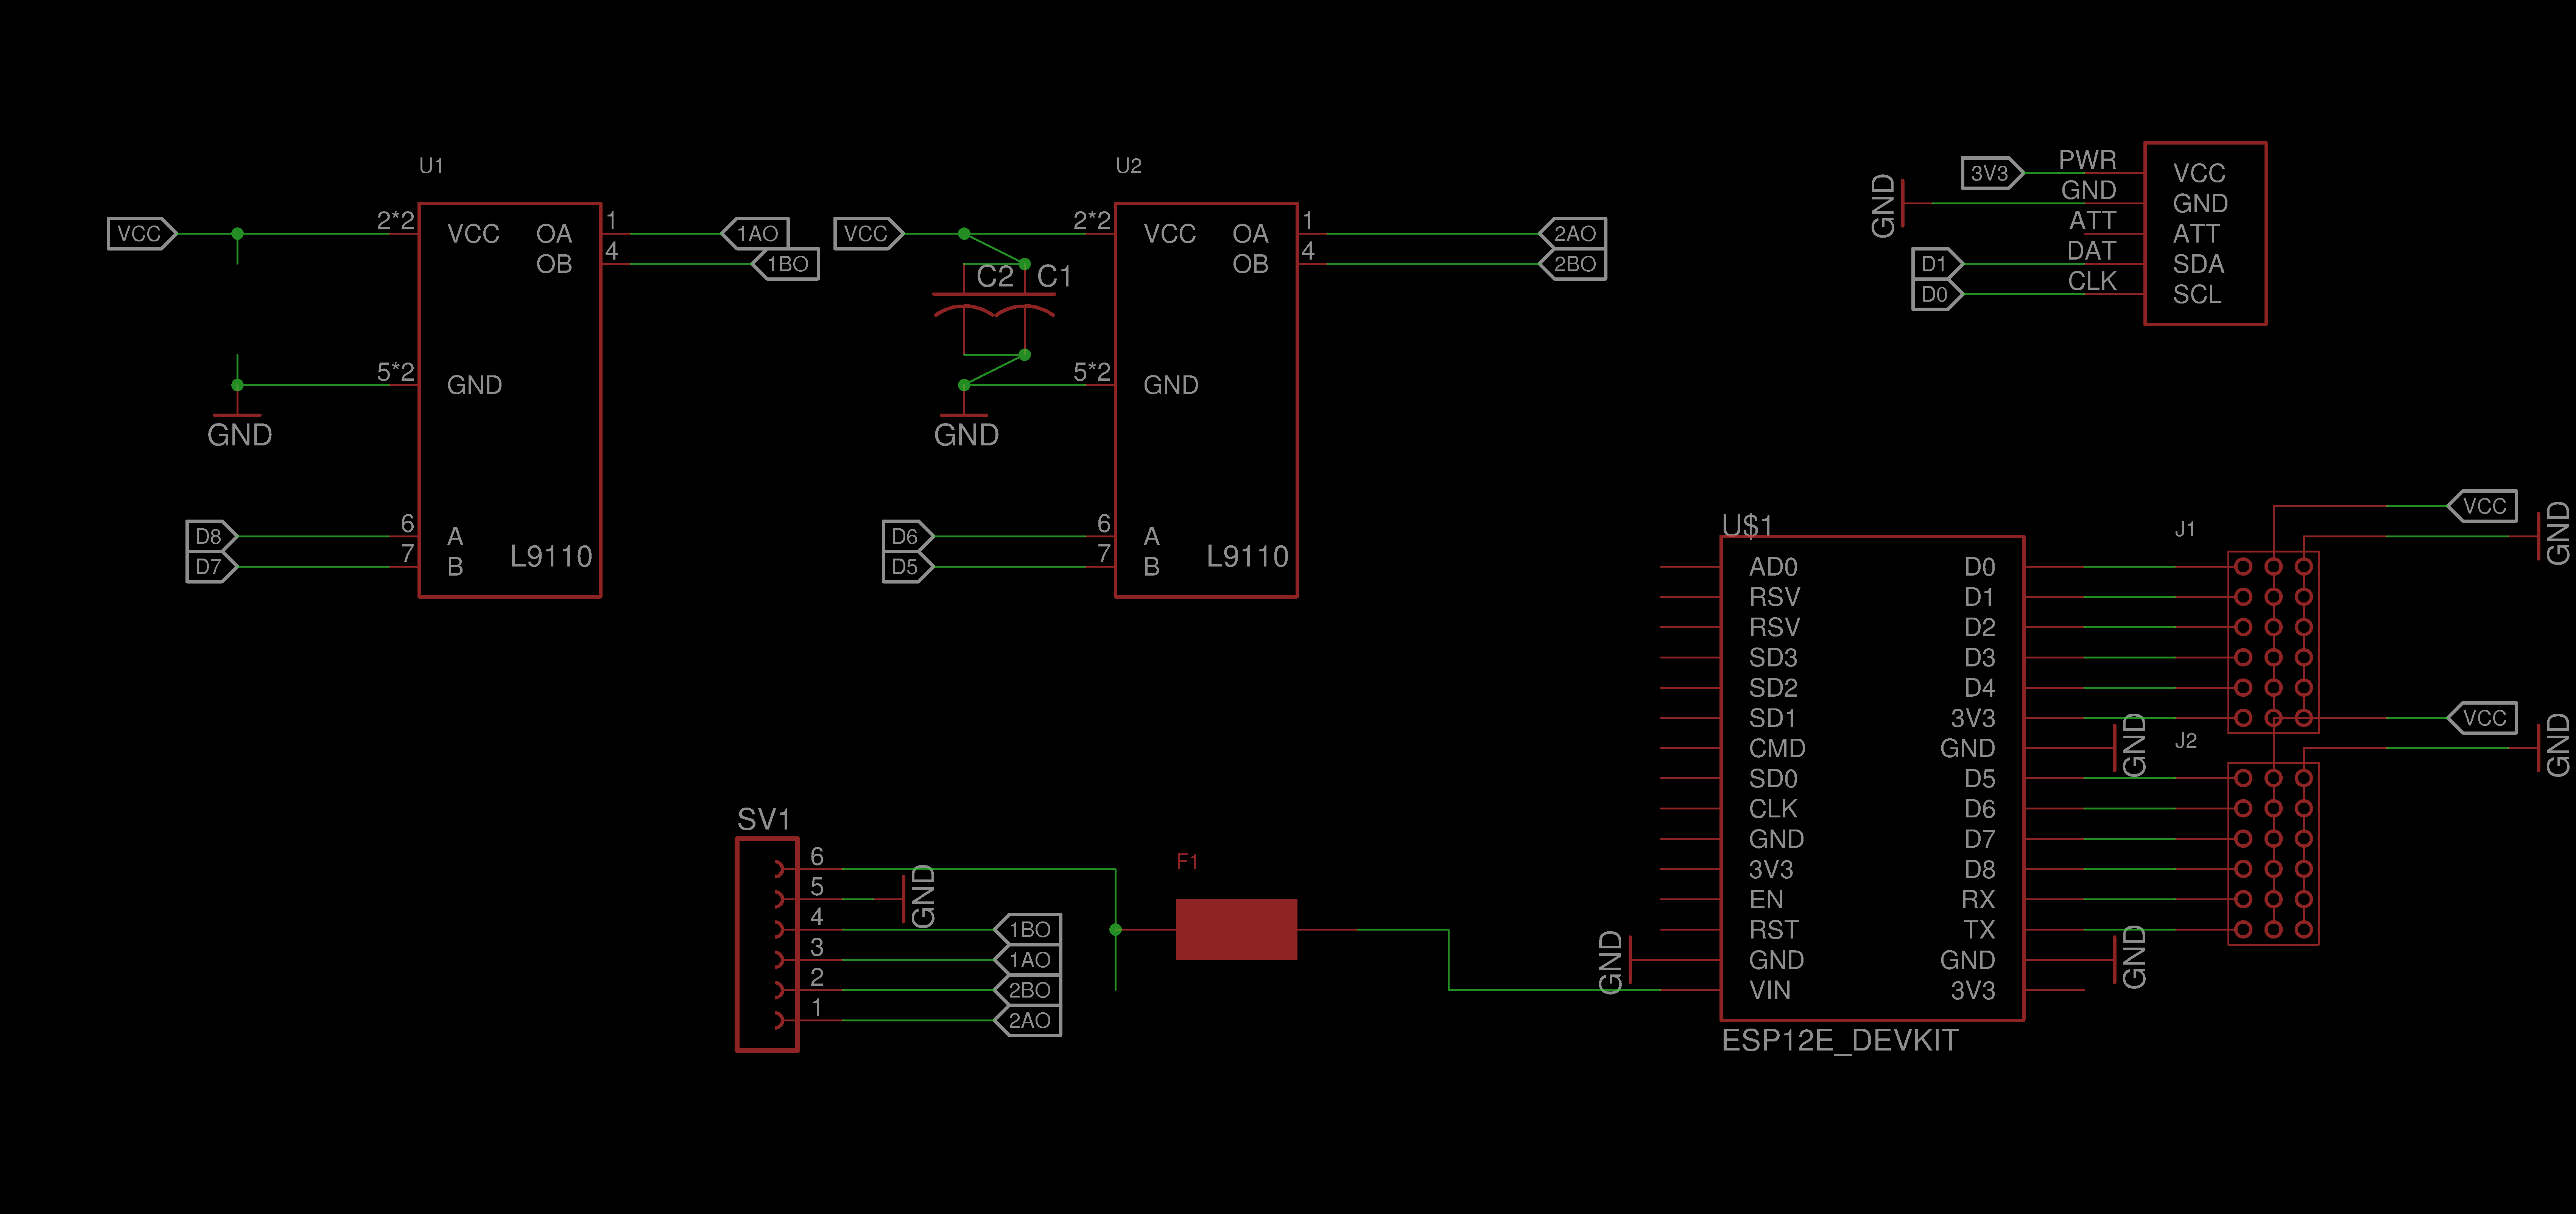 U1
VCC
2*2
5*2
GND
D8
D7
6
7
VCC
GND
A
B
OA
OB
L9110
1
4
1AO
1BO
U2
VCC
C2
C1
2*2
5*2
GND
D6
D5
6
7
VCC
GND
A
B
OA
OB
L9110
1
4
2AO
2BO
3V3
GND
D1
D0
PWR
GND
ATT
DAT
CLK
VCC
GND
ATT
SDA
SCL
SV1
6
5
4
3
2
1
GND
1BO
1AO
2BO
2AO
F1
GND
U$1
AD0
RSV
RSV
SD3
SD2
SD1
CMD
SD0
CLK
GND
3V3
EN
RST
GND
VIN
D0
D1
D2
D3
D4
3V3
GND
D5
D6
D7
D8
RX
TX
GND
3V3
ESP12E_DEVKIT
GND
GND
J1
VCC
GND
J2
VCC
GND